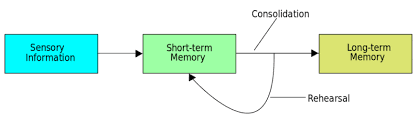 Consolidation
Sensory
Information
Short-term
Memory
Long-term
Memory
Rehearsal